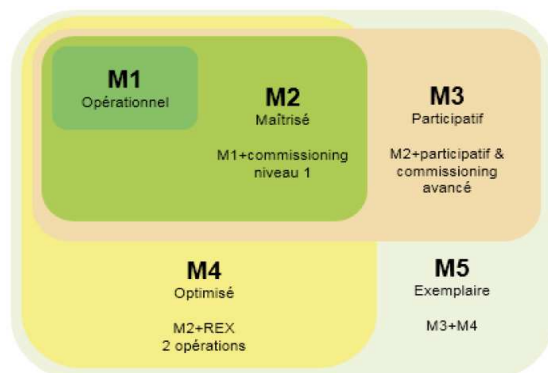 M1
Opérationnel
M2
Maîtrisé
M1+commissioning
niveau 1
M3
Participatif
M2+participatif &
commissioning
avancé
M4
Optimisé
M2+REX
2 opérations
M5
Exemplaire
M3+M4